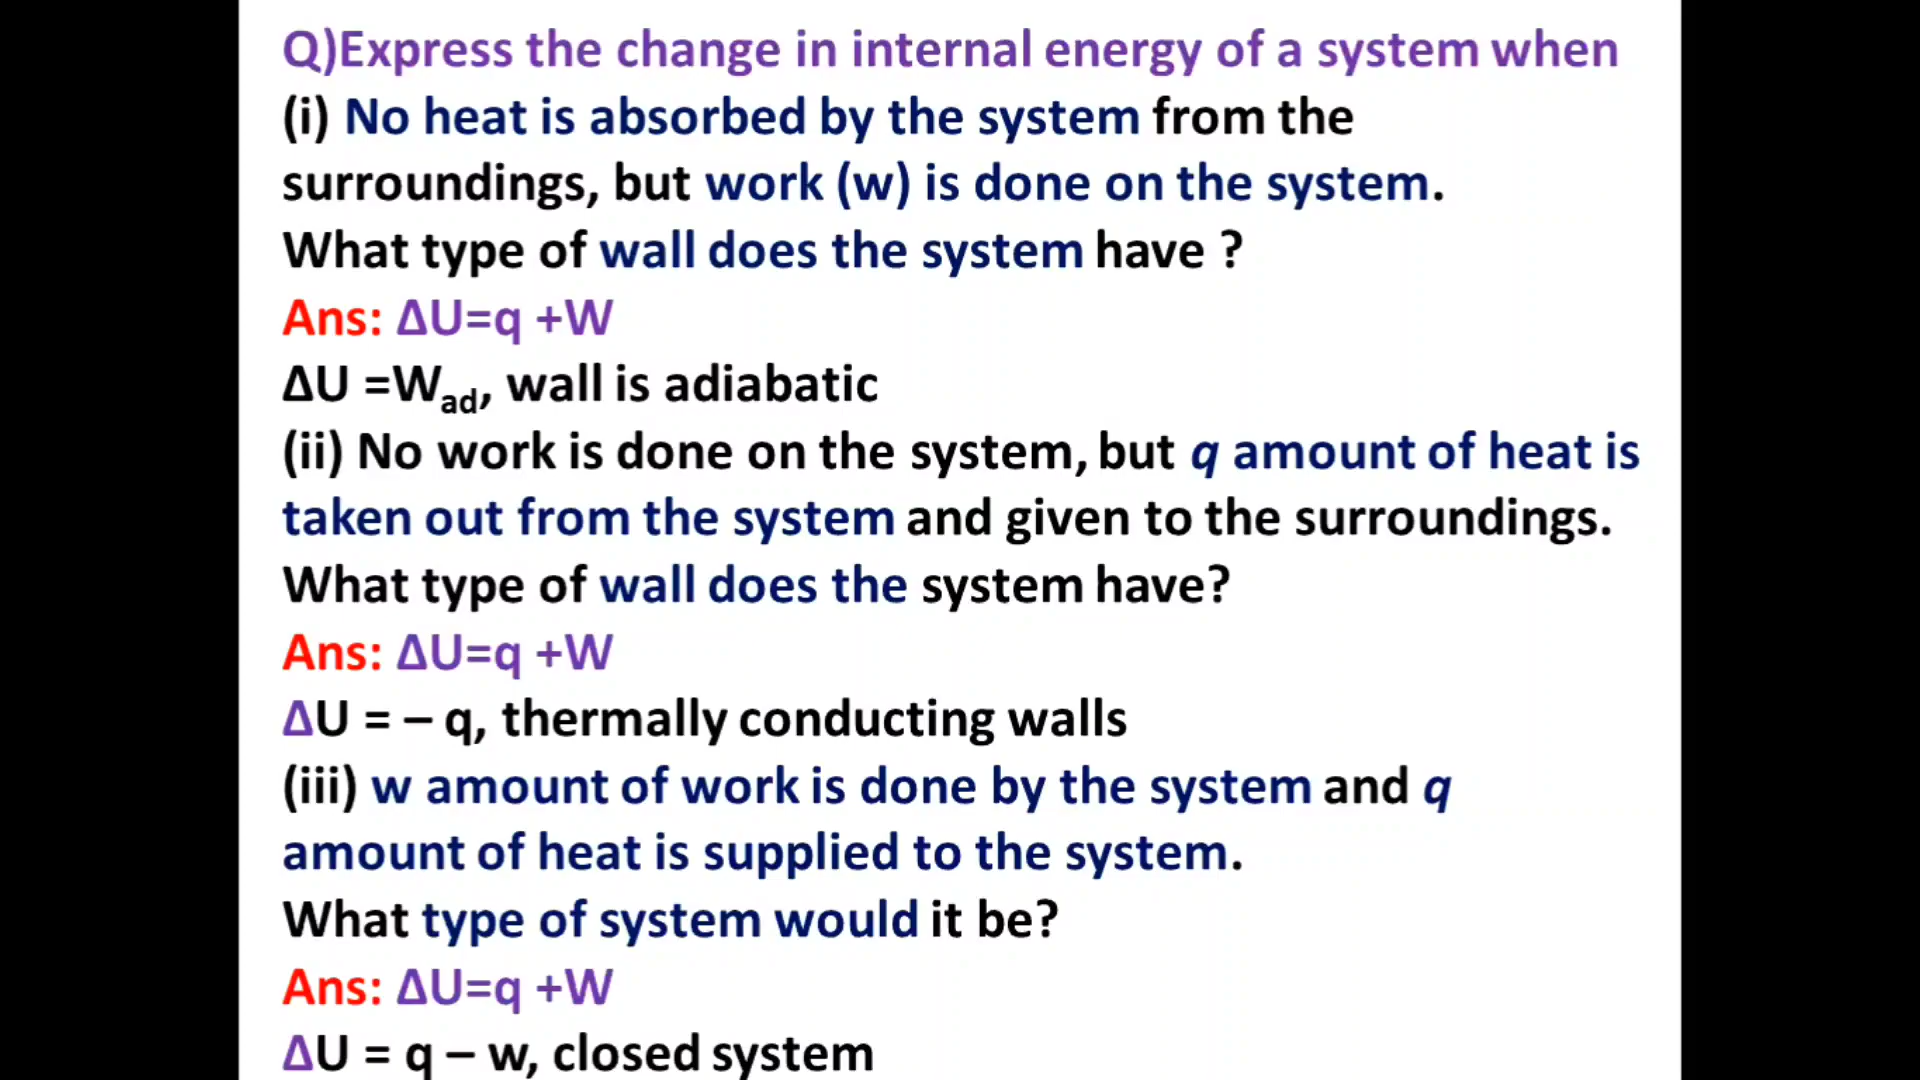 Q)Express the change in internal energy of a system when
(i) No heat is absorbed by the system from the
surroundings, but work (w) is done on the system.
What type of wall does the system have ?
Ans: ΔU=q +W
ΔU =Wad, wall is adiabatic
(ii) No work is done on the system, but q amount of heat is
taken out from the system and given to the surroundings.
What type of wall does the system have?
Ans: ΔU=q +W
ΔU = – q, thermally conducting walls
(iii) w amount of work is done by the system and q
amount of heat is supplied to the system.
What type of system would it be?
Ans: ΔU=q +W
ΔU = q – w, closed system